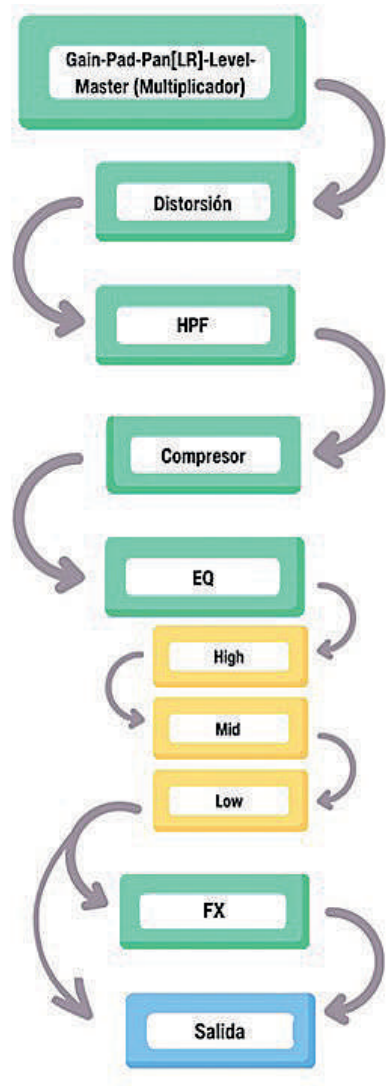 Gain-Pad-Pan[LR]-Level-
Master (Multiplicador)
Distorsión
HPF
Compresor
EQ
High
Mid
Low
FX
Salida